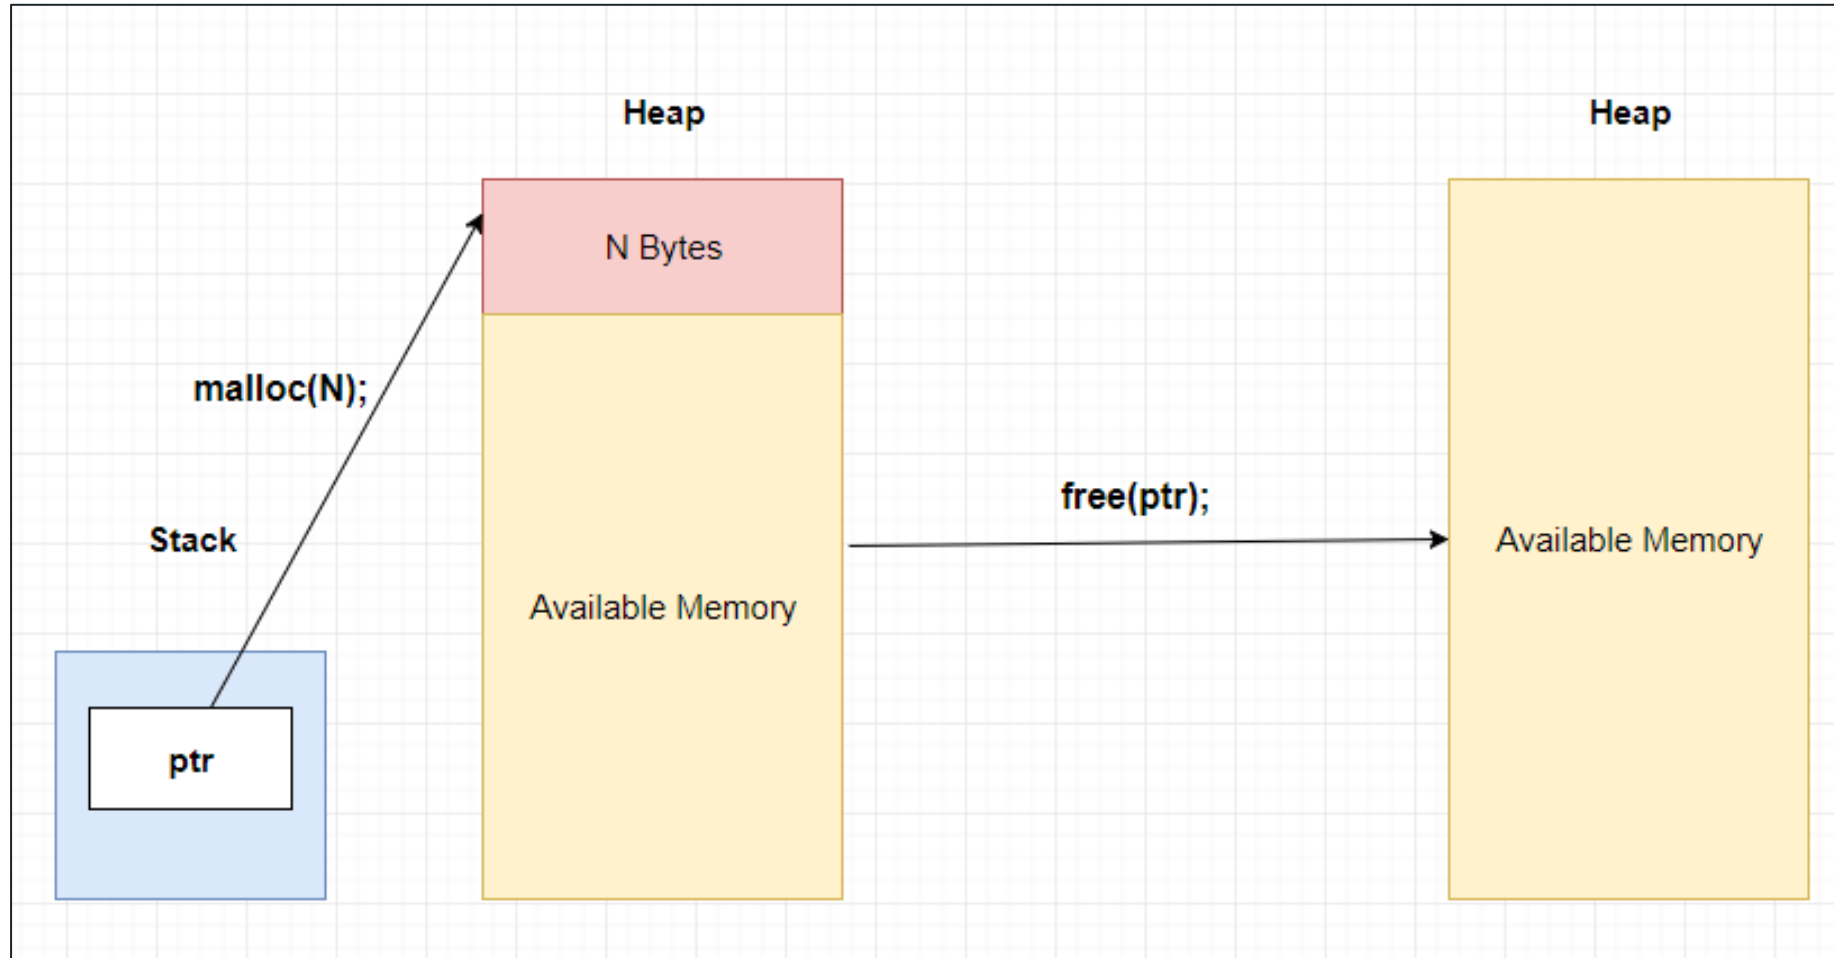 Heap
Heap
N Bytes
malloc(N);
free(ptr);
Stack
Available Memory
Available Memory
ptr